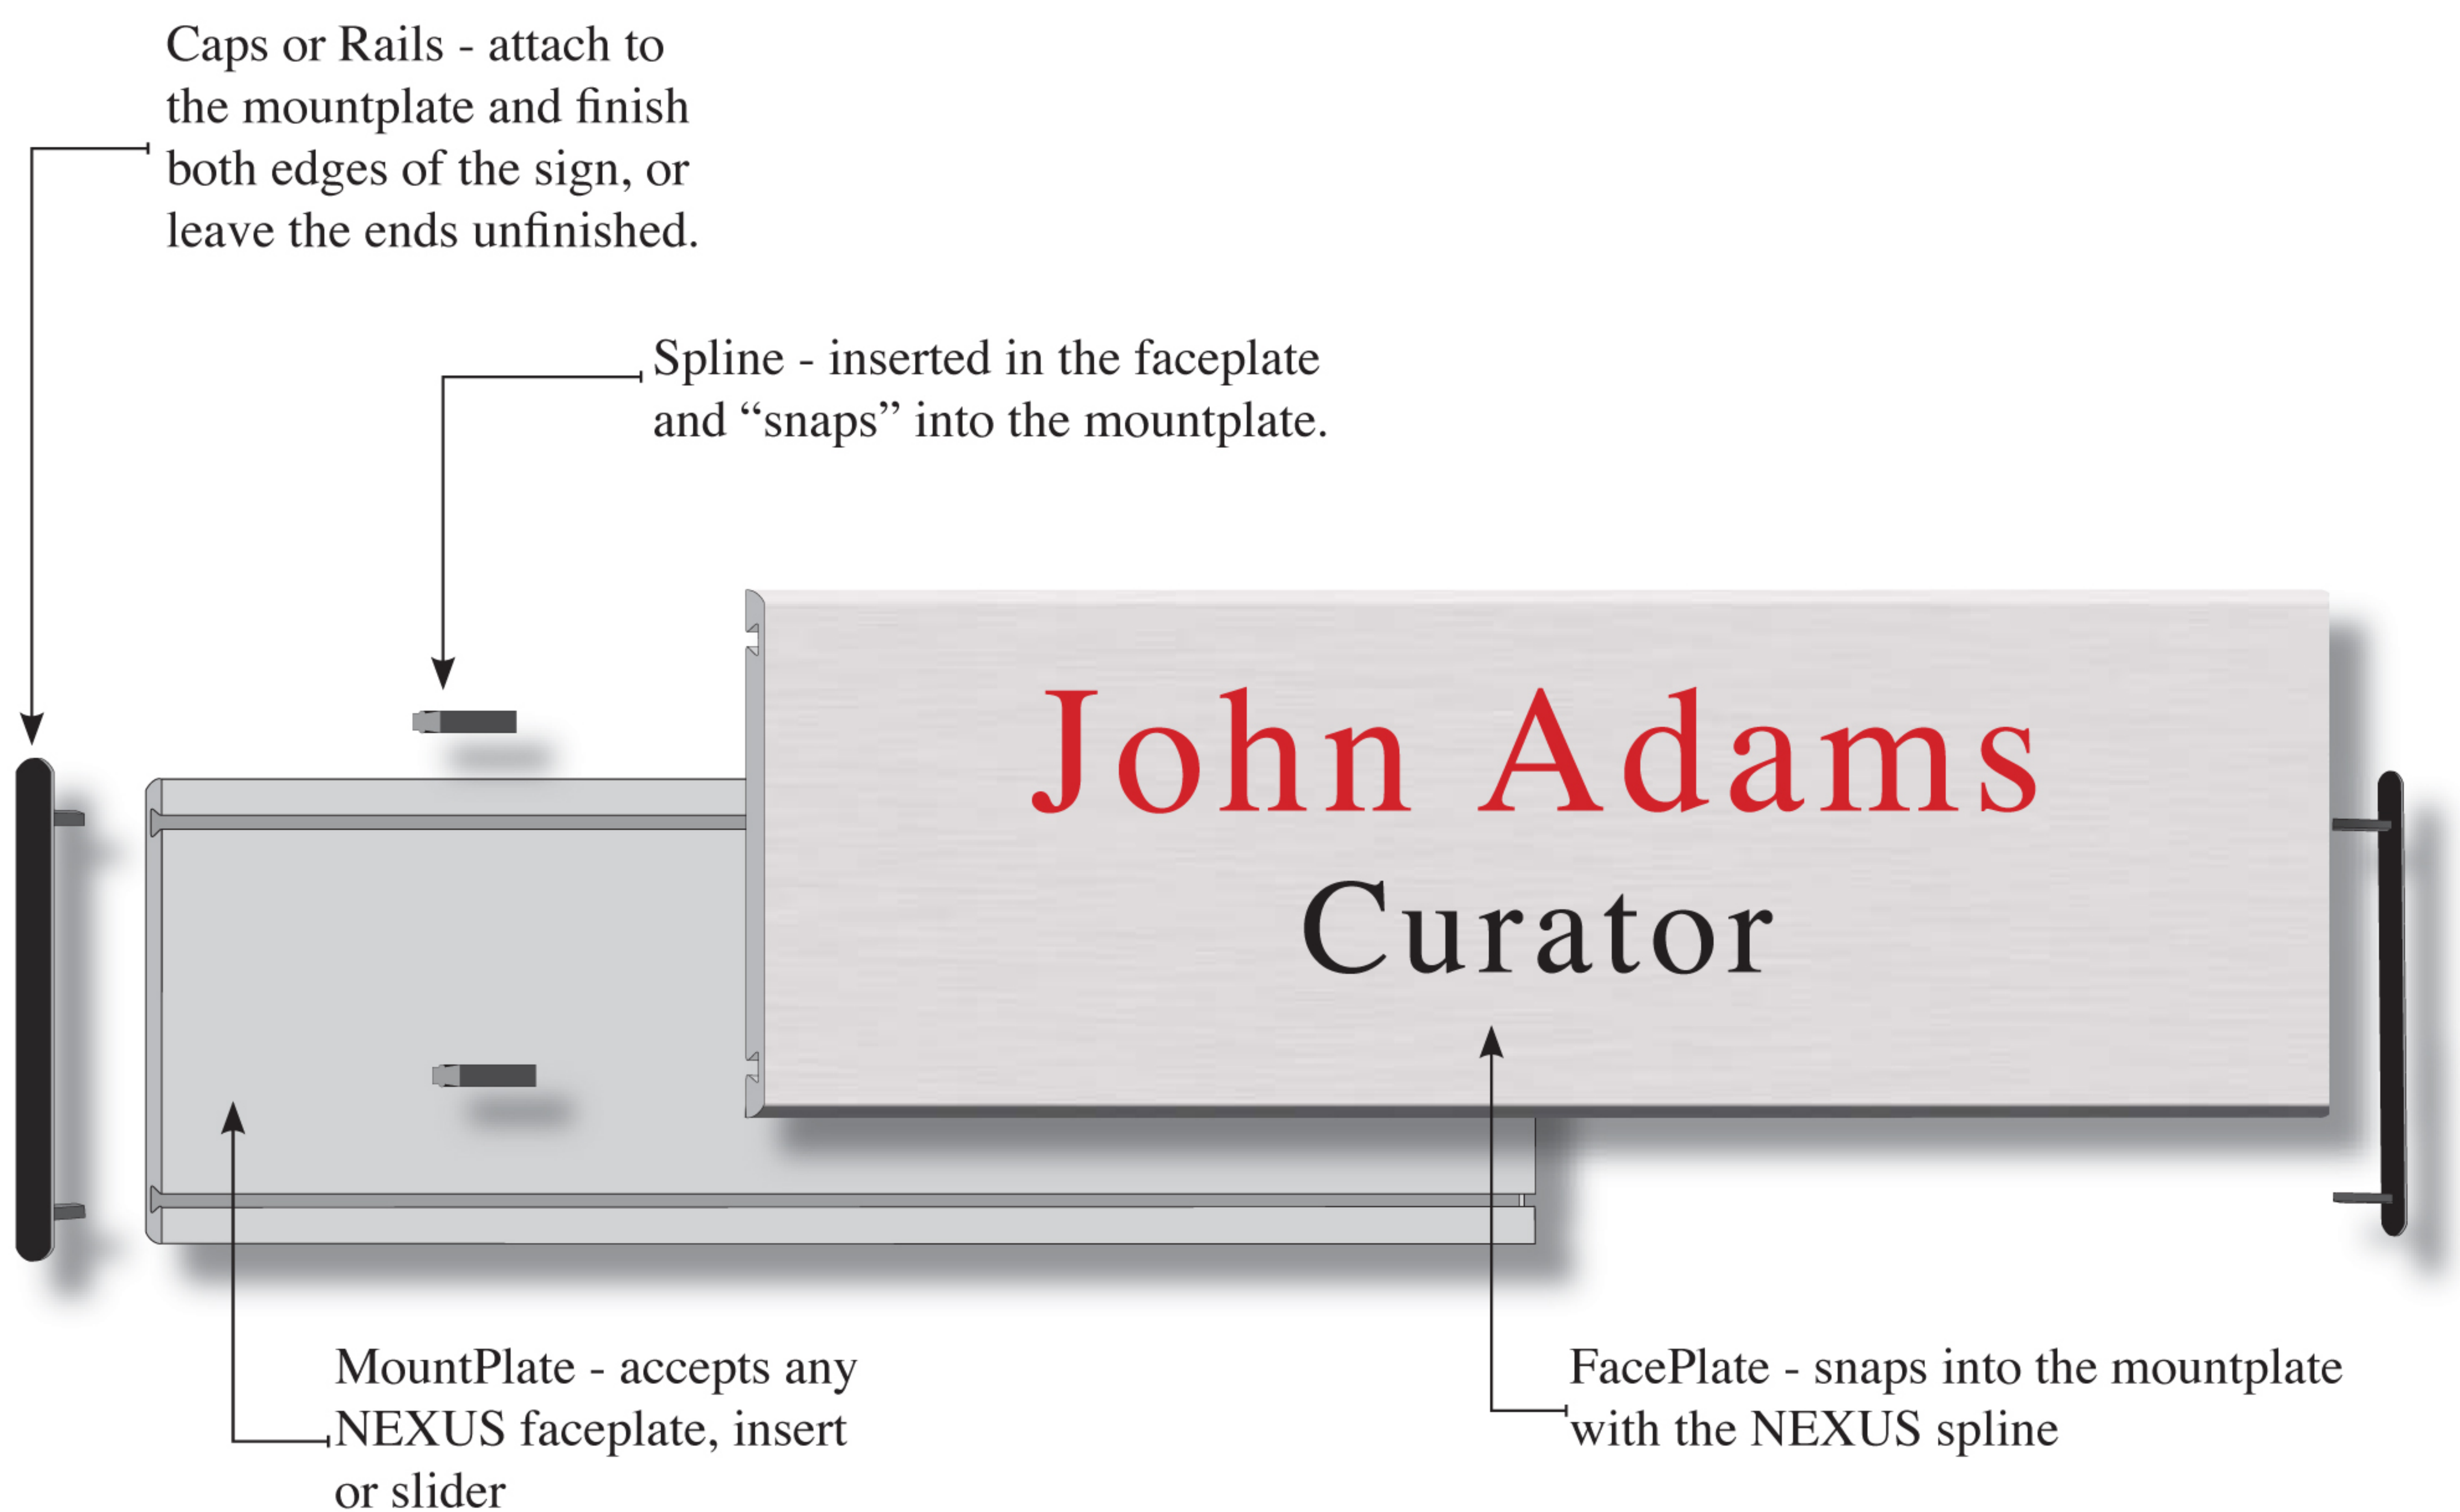 Caps or Rails - attach to
the mountplate and finish
both edges of the sign, or
leave the ends unfinished.
Spline - inserted in the faceplate
and “snaps” into the mountplate.
John Adams
Curator
MountPlate - accepts any
NEXUS faceplate, insert
or slider
FacePlate - snaps into the mountplate
with the NEXUS spline